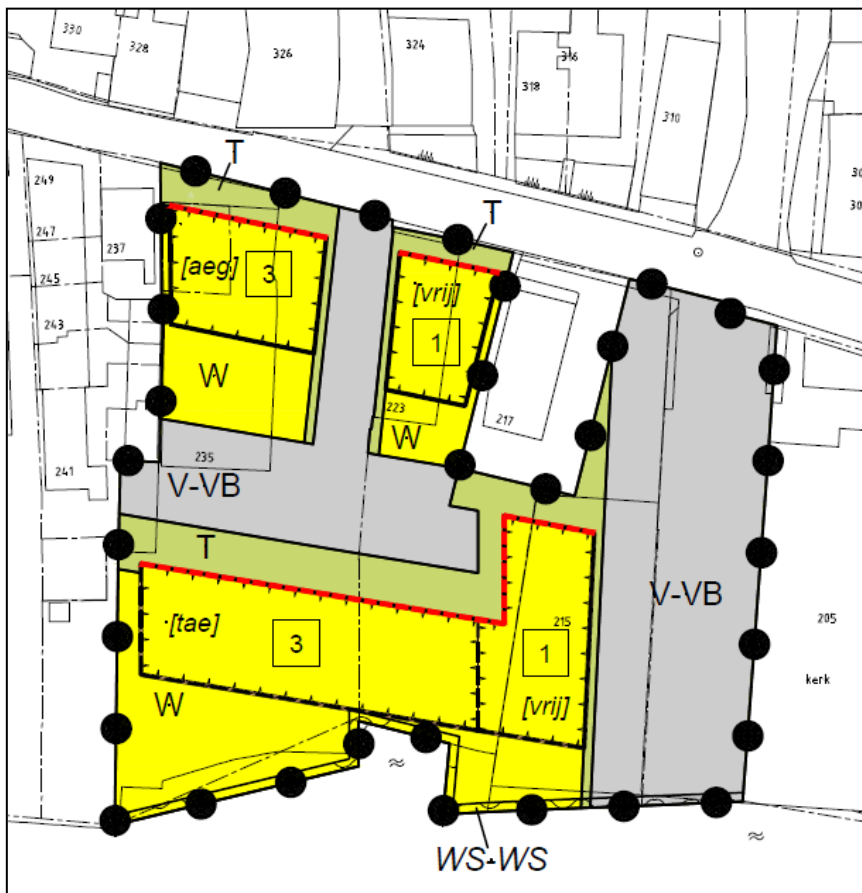 330
328
326
324
316
318
310
T
249
247
245
243
241
237
T
[aeg]
3
[vrij]
1
W
223
W
217
235
V-VB
T
V-VB
[tae]
3
215
1
[vrij]
205
kerk
W
≈
≈
WS-WS